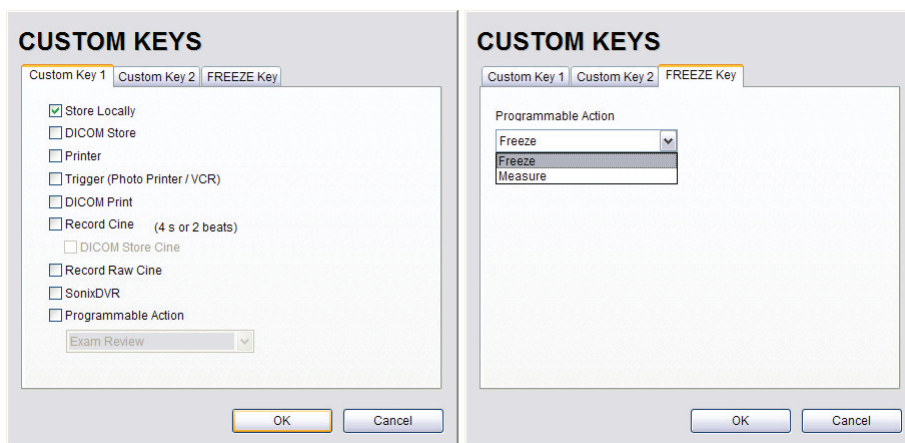 CUSTOM KEYS
Custom Key 1 Custom Key 2 FREEZE Key
Store Locally
DICOM Store
Printer
Trigger (Photo Printer / VCR)
DICOM Print
Record Cine (4 s or 2 beats)
DICOM Store Cine
Record Raw Cine
SonixDVR
Programmable Action
Exam Review
OK Cancel
CUSTOM KEYS
Custom Key 1 Custom Key 2 FREEZE Key
Programmable Action
Freeze
Freeze
Measure
OK Cancel